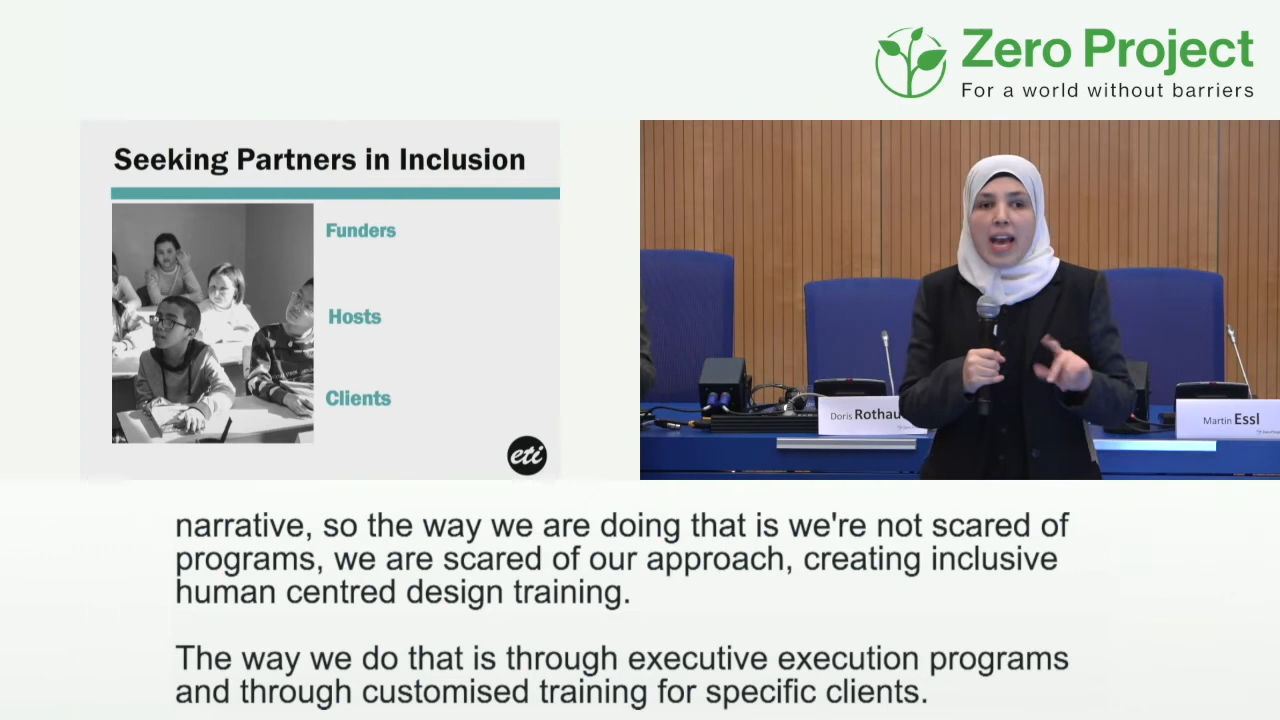 Zero Project
For a world without barriers
Seeking Partners in Inclusion
Funders
Hosts
Clients
eti
Doris Rothau
Martin Essl
narrative, so the way we are doing that is we're not scared of
programs, we are scared of our approach, creating inclusive
human centred design training.
The way we do that is through executive execution programs
and through customised training for specific clients.